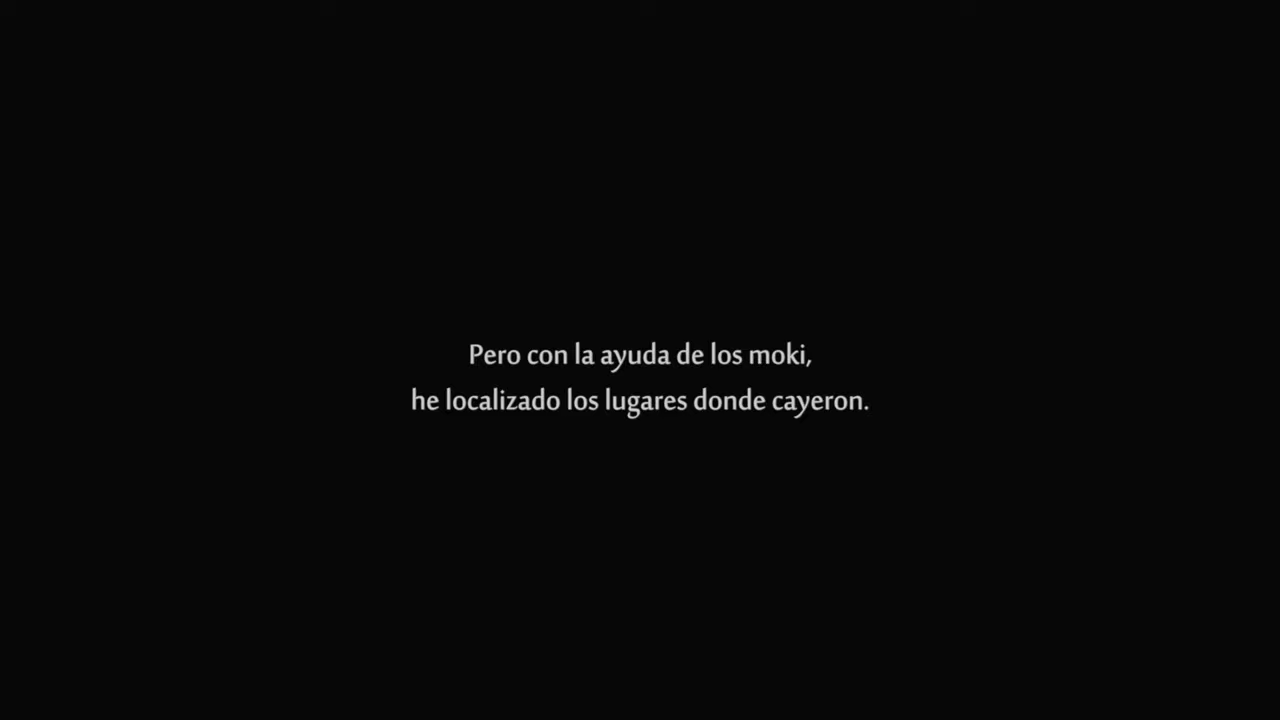 Pero con la ayuda de los moki,
he localizado los lugares donde cayeron.